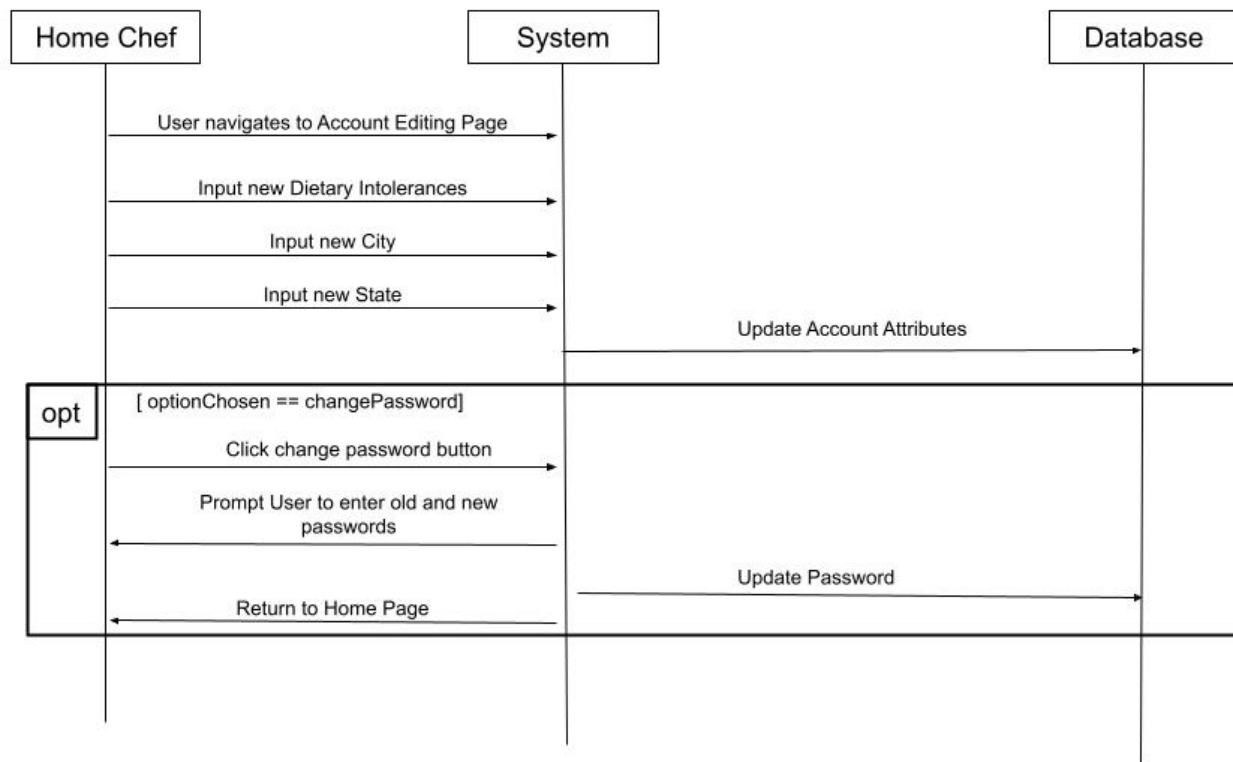 Home Chef
System
Database
User navigates to Account Editing Page
Input new Dietary Intolerances
Input new City
Input new State
Update Account Attributes
opt
[ optionChosen == changePassword]
Click change password button
Prompt User to enter old and new
passwords
Update Password
Return to Home Page